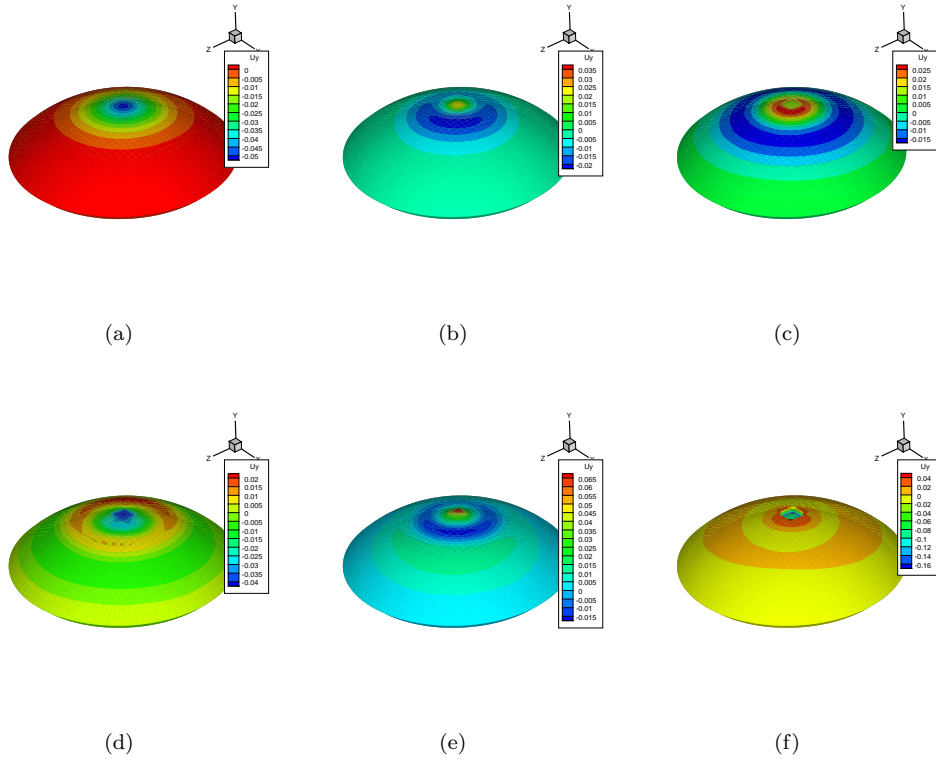 Y
Z
X
Uy
0
-0.005
-0.01
-0.015
-0.02
-0.025
-0.03
-0.035
-0.04
-0.045
-0.05
(a)
Y
Z
X
Uy
0.035
0.03
0.025
0.02
0.015
0.01
0.005
0
-0.005
-0.01
-0.015
-0.02
(b)
Y
Z
X
Uy
0.025
0.02
0.015
0.01
0.005
0
-0.005
-0.01
-0.015
(c)
Y
Z
X
Uy
0.02
0.015
0.01
0.005
0
-0.005
-0.01
-0.015
-0.02
-0.025
-0.03
-0.035
-0.04
(d)
Y
Z
X
Uy
0.065
0.06
0.055
0.05
0.045
0.04
0.035
0.03
0.025
0.02
0.015
0.01
0.005
0
-0.005
-0.01
-0.015
(e)
Y
Z
X
Uy
0.04
0.02
0
-0.02
-0.04
-0.06
-0.08
-0.1
-0.12
-0.14
-0.16
(f)